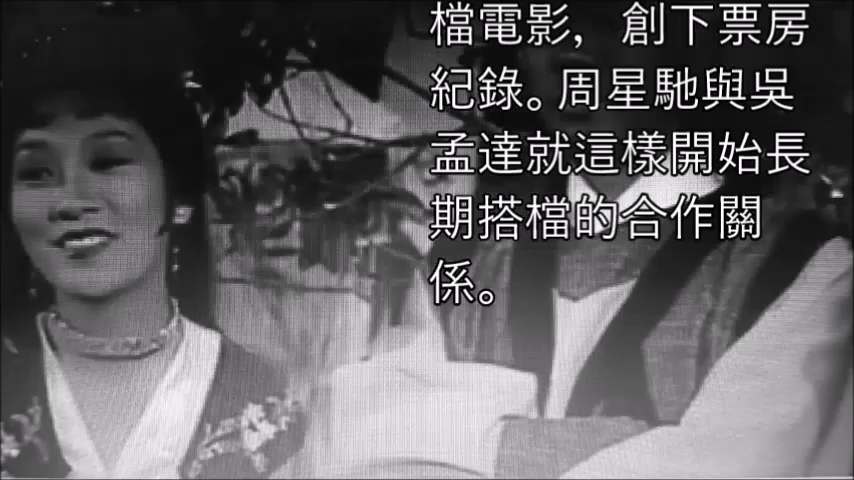 檔電影，創下票房
紀錄。周星馳與吳
孟達就這樣開始長
期搭檔的合作關
係。